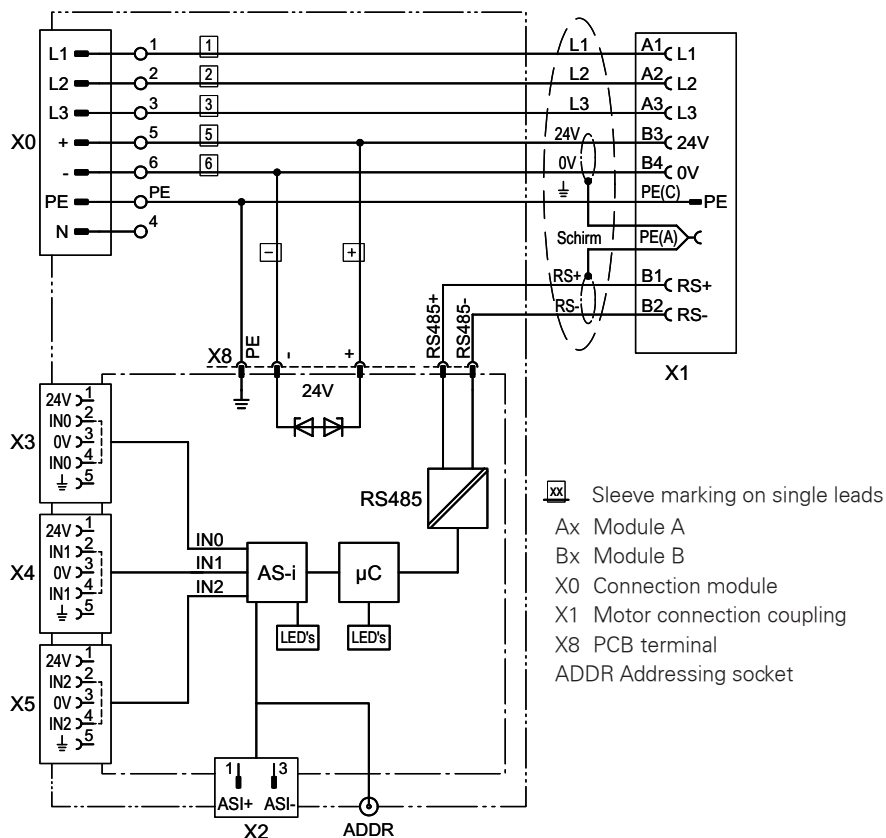 L1 1 1 L1 A1 L1
L2 2 2 L2 A2 L2
L3 3 3 L3 A3 L3
X0 + 5 5 24V B3 24V
- 6 6 0V B4 0V
PE PE PE(C) PE
N 4
Schirm PE(A)
- +
RS+ B1 RS+
RS- B2 RS-
X1
X8 PE - + RS485+ RS485-
24V
X3
24V 1
IN0 2
0V 3
IN0 4
5
RS485
X4
24V 1
IN1 2
0V 3
IN1 4
5
IN0
IN1
IN2
AS-i
µC
LED's LED's
X5
24V 1
IN2 2
0V 3
IN2 4
5
1 3
ASI+ ASI-
X2
ADDR
xx Sleeve marking on single leads
Ax Module A
Bx Module B
X0 Connection module
X1 Motor connection coupling
X8 PCB terminal
ADDR Addressing socket